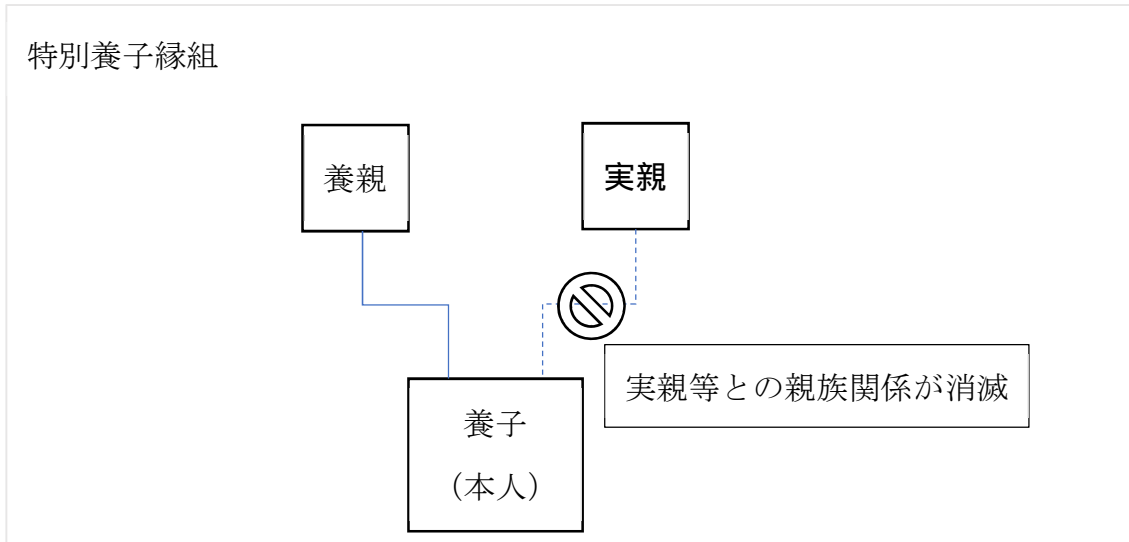 特別養子縁組
養親
実親
実親等との親族関係が消滅
養子
（本人）